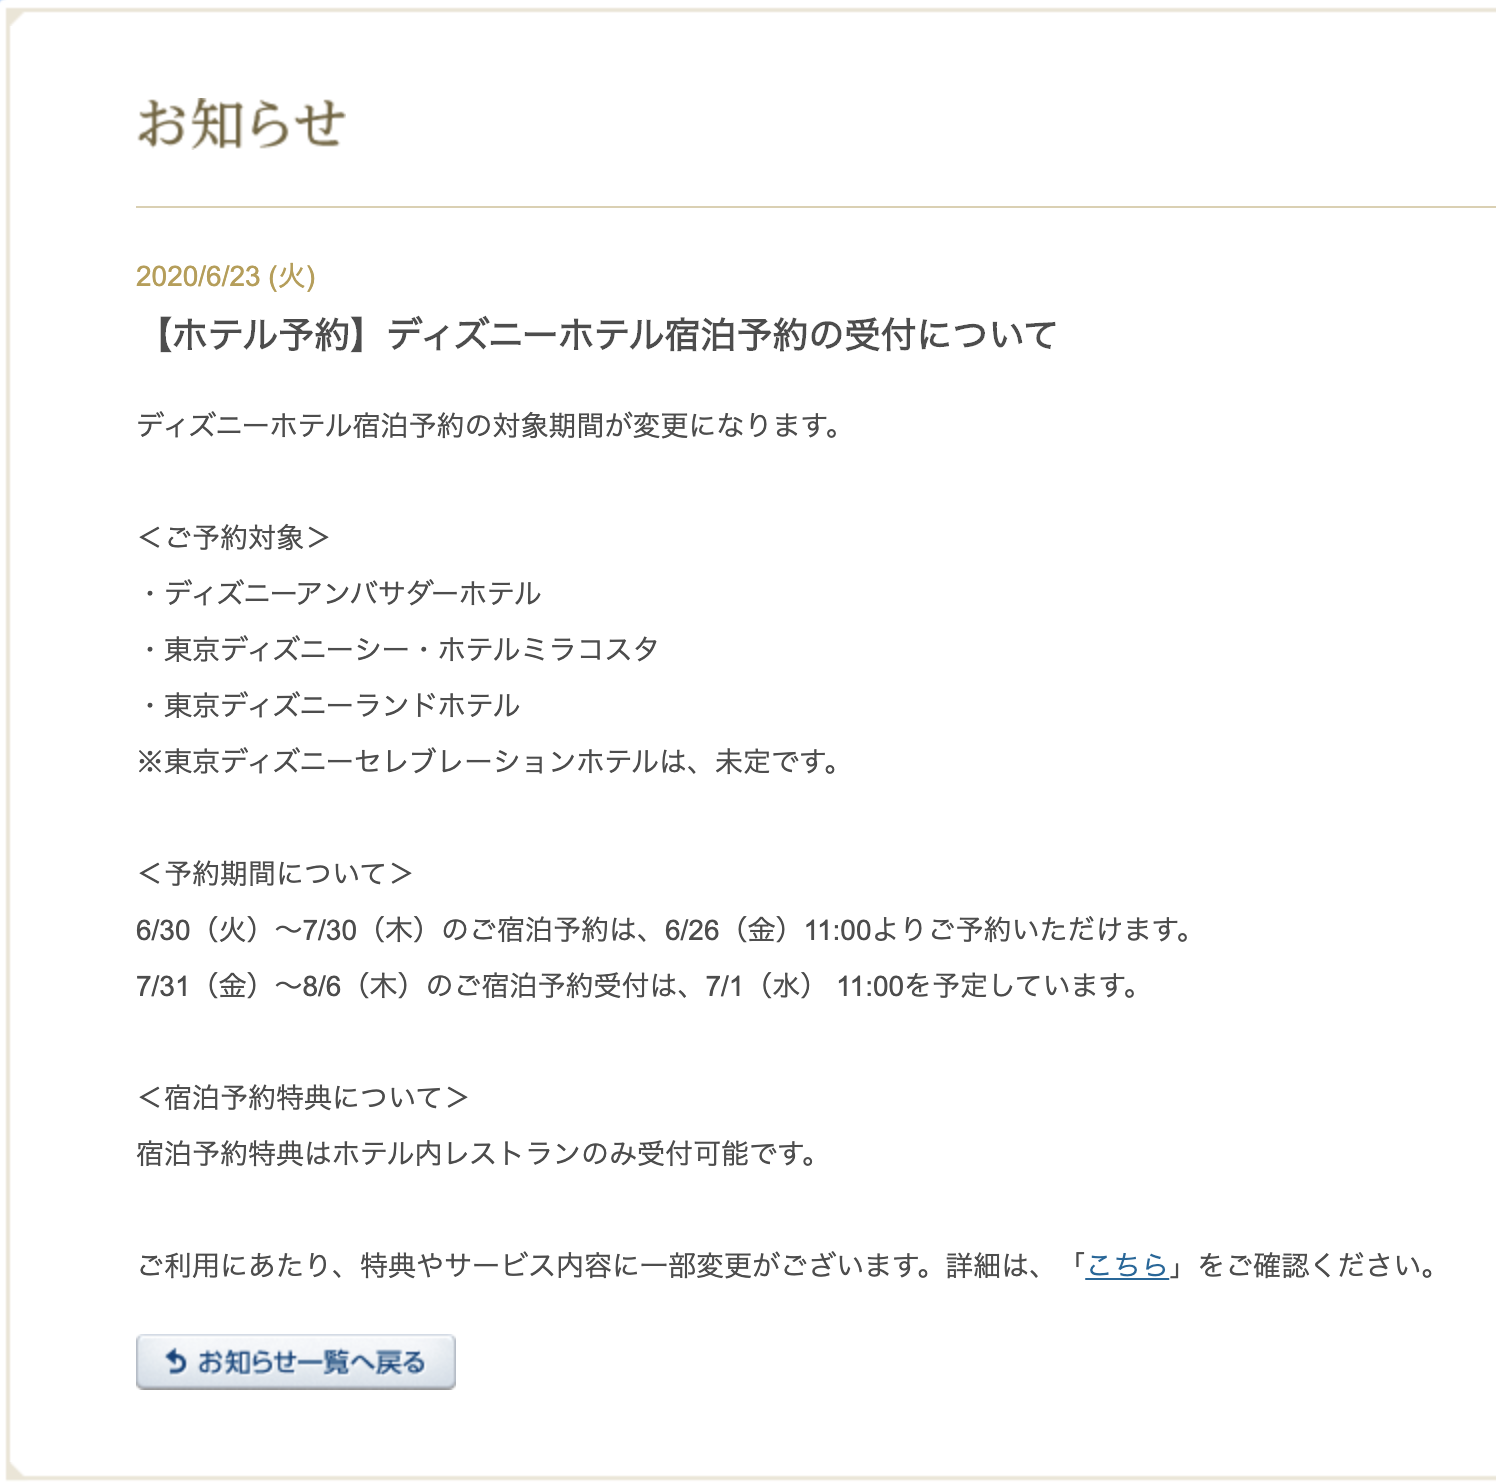 お知らせ
2020/6/23 (火)
【ホテル予約】ディズニーホテル宿泊予約の受付について
ディズニーホテル宿泊予約の対象期間が変更になります。
＜ご予約対象＞
・ディズニーアンバサダーホテル
・東京ディズニーシー・ホテルミラコスタ
・東京ディズニーランドホテル
※東京ディズニーセレブレーションホテルは、未定です。
＜予約期間について＞
6/30（火）～7/30（木）のご宿泊予約は、6/26（金）11:00よりご予約いただけます。
7/31（金）～8/6（木）のご宿泊予約受付は、7/1（水） 11:00を予定しています。
＜宿泊予約特典について＞
宿泊予約特典はホテル内レストランのみ受付可能です。
ご利用にあたり、特典やサービス内容に一部変更がございます。詳細は、「こちら」をご確認ください。
お知らせ一覧へ戻る